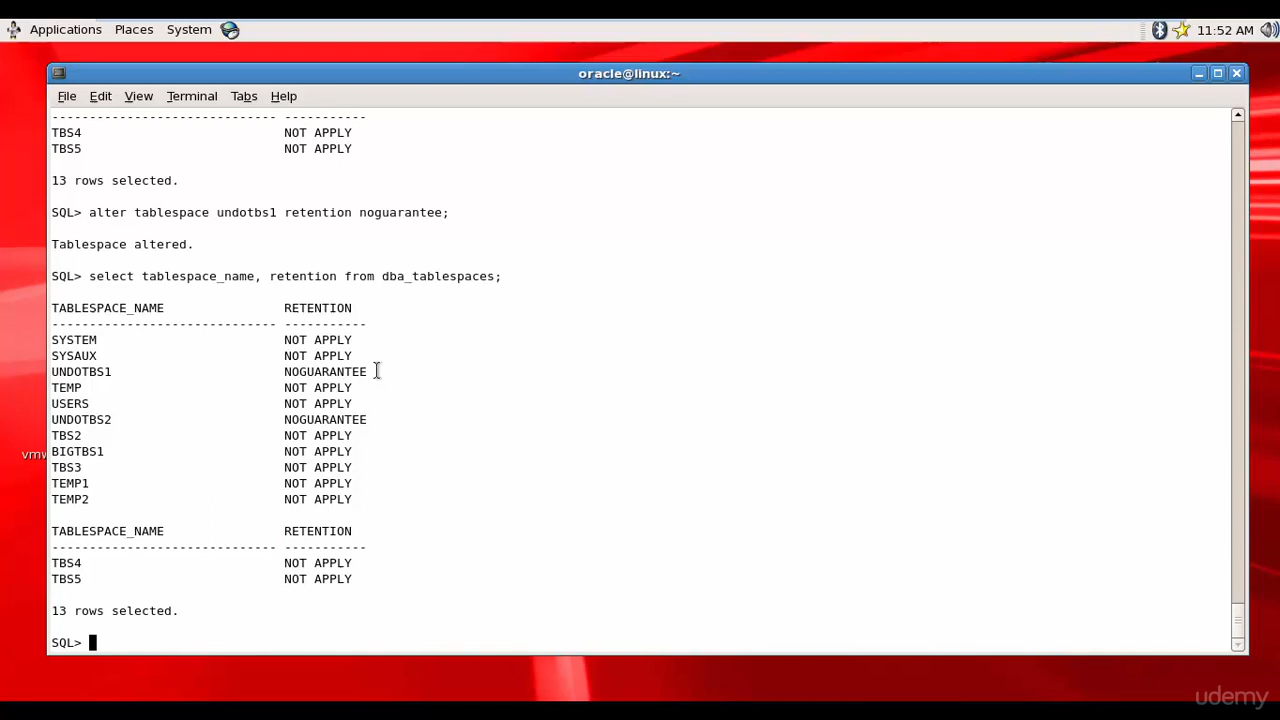 Applications Places System 11:52 AM
oracle@linux:~
File Edit View Terminal Tabs Help
------------------------------ -----------
TBS4 NOT APPLY
TBS5 NOT APPLY
13 rows selected.
SQL> alter tablespace undotbs1 retention noguarantee;
Tablespace altered.
SQL> select tablespace_name, retention from dba_tablespaces;
TABLESPACE_NAME RETENTION
------------------------------ -----------
SYSTEM NOT APPLY
SYSAUX NOT APPLY
UNDOTBS1 NOGUARANTEE
TEMP NOT APPLY
USERS NOT APPLY
UNDOTBS2 NOGUARANTEE
TBS2 NOT APPLY
BIGTBS1 NOT APPLY
TBS3 NOT APPLY
TEMP1 NOT APPLY
TEMP2 NOT APPLY
TABLESPACE_NAME RETENTION
------------------------------ -----------
TBS4 NOT APPLY
TBS5 NOT APPLY
13 rows selected.
SQL>
udemy